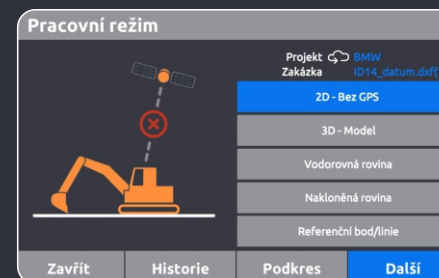 Pracovní režim
Projekt BMW
Zakázka ID14_datum.dxf(
2D - Bez GPS
3D - Model
Vodorovná rovina
Nakloněná rovina
Referenční bod/linie
Zavřít Historie Podkres Další